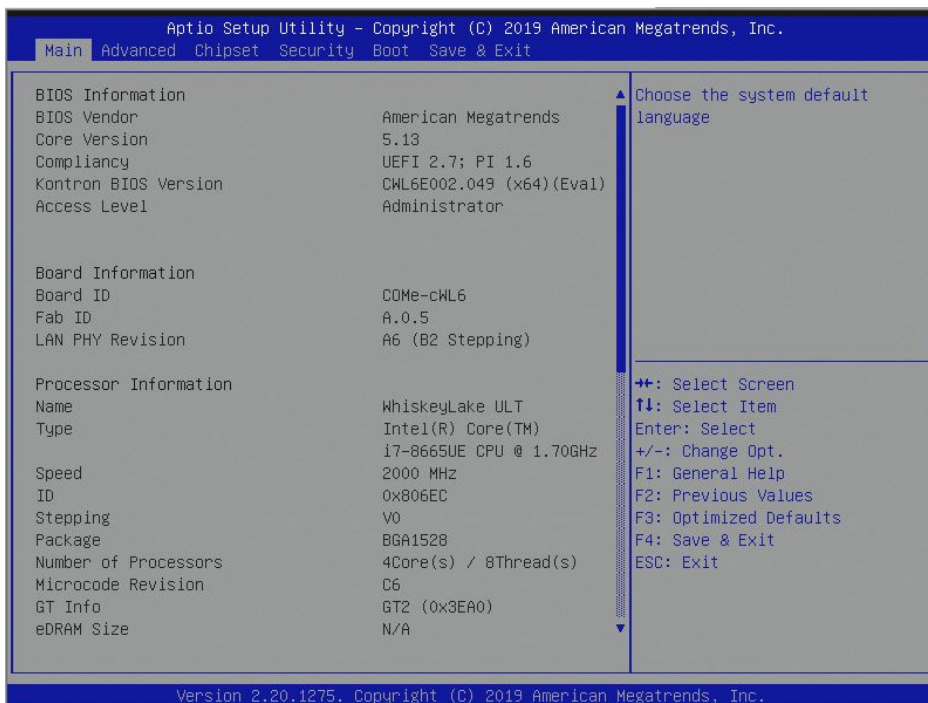 Aptio Setup Utility – Copyright (C) 2019 American Megatrends, Inc.
Main Advanced Chipset Security Boot Save & Exit
BIOS Information
BIOS Vendor American Megatrends
Core Version 5.13
Compliancy UEFI 2.7; PI 1.6
Kontron BIOS Version CWL6E002.049 (x64)(Eval)
Access Level Administrator
Board Information
Board ID COMe-cWL6
Fab ID A.0.5
LAN PHY Revision A6 (B2 Stepping)
Processor Information
Name WhiskeyLake ULT
Type Intel(R) Core(TM)
i7-8665UE CPU @ 1.70GHz
Speed 2000 MHz
ID 0x806EC
Stepping V0
Package BGA1528
Number of Processors 4Core(s) / 8Thread(s)
Microcode Revision C6
GT Info GT2 (0x3EA0)
eDRAM Size N/A
Choose the system default
language
→←: Select Screen
↑↓: Select Item
Enter: Select
+/-: Change Opt.
F1: General Help
F2: Previous Values
F3: Optimized Defaults
F4: Save & Exit
ESC: Exit
Version 2.20.1275. Copyright (C) 2019 American Megatrends, Inc.